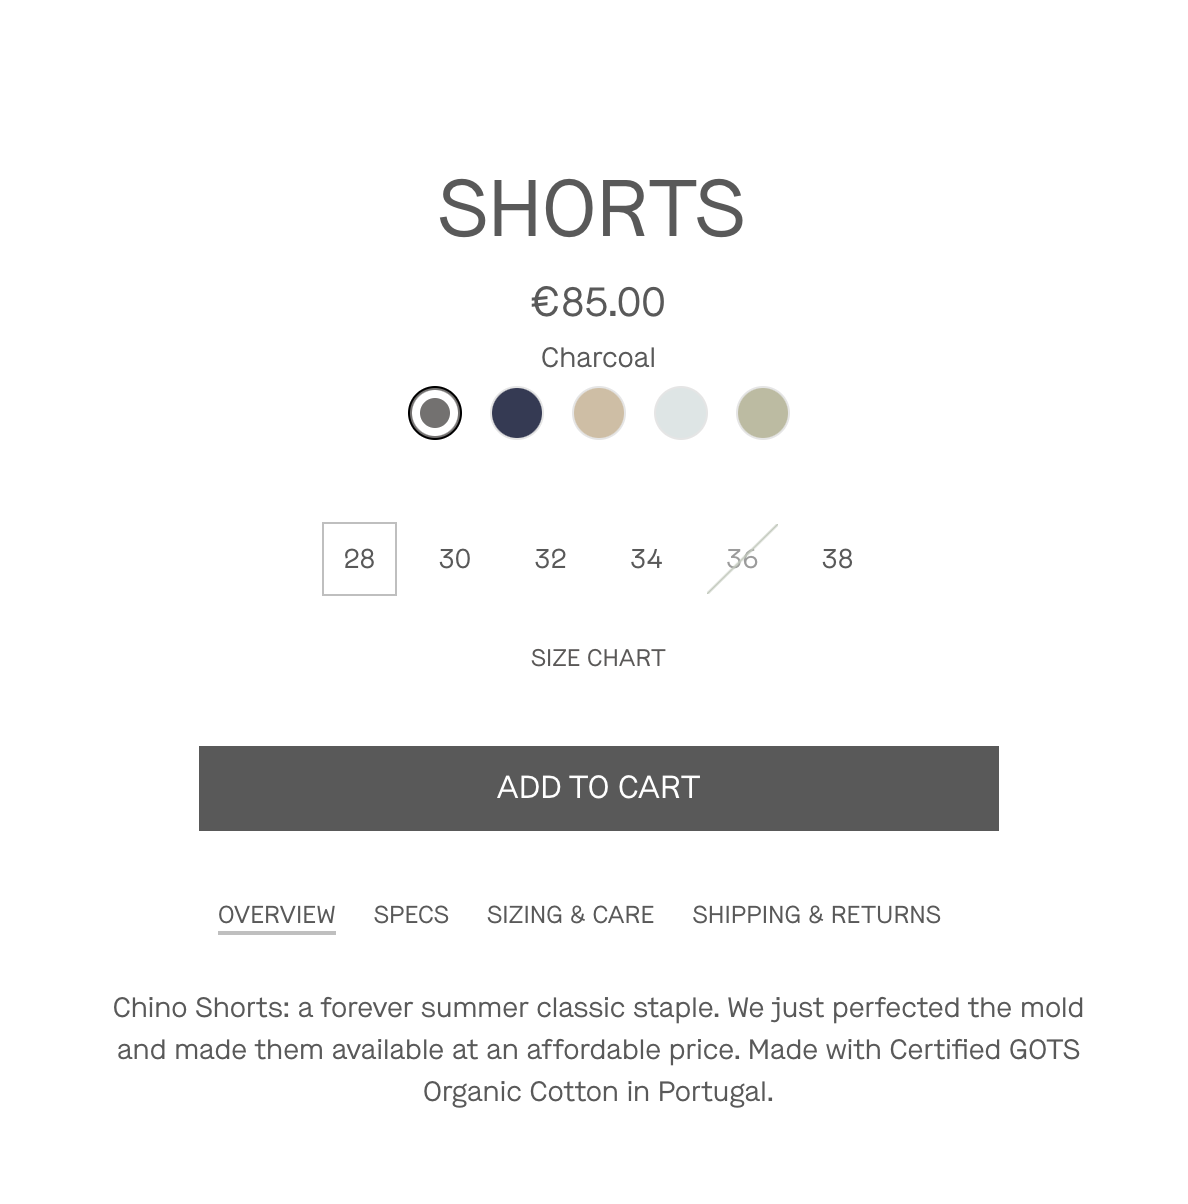 SHORTS
€85.00
Charcoal
28 30 32 34 36 38
SIZE CHART
ADD TO CART
OVERVIEW SPECS SIZING & CARE SHIPPING & RETURNS
Chino Shorts: a forever summer classic staple. We just perfected the mold
and made them available at an affordable price. Made with Certified GOTS
Organic Cotton in Portugal.